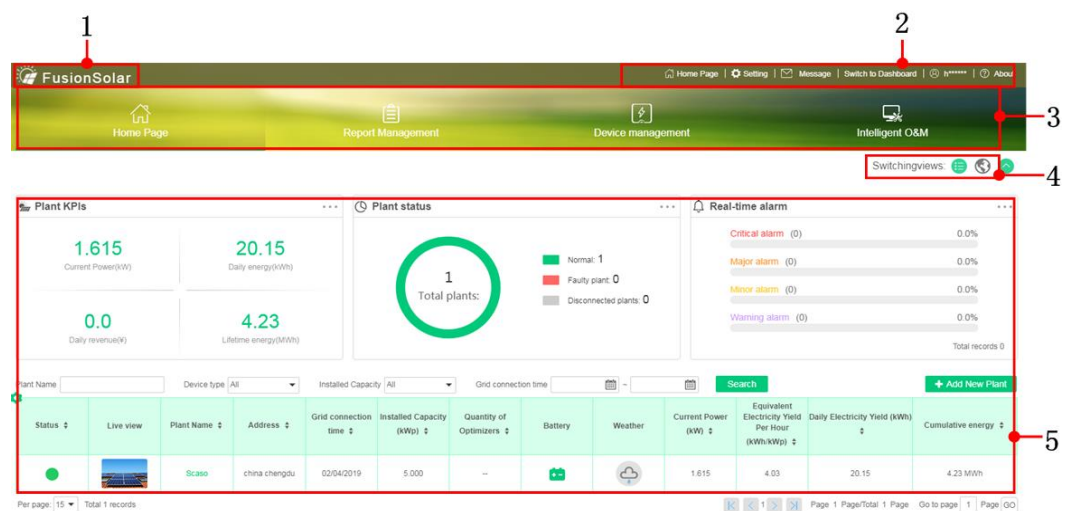 1
2
FusionSolar
Home Page | Setting | Message | Switch to Dashboard | h****** | Abou
Home Page
Report Management
Device management
Intelligent O&M
3
Switchingviews:
4
Plant KPIs
...
Plant status
...
Real-time alarm
...
1.615
Current Power(kW)
20.15
Daily energy(kWh)
0.0
Daily revenue(¥)
4.23
Lifetime energy(MWh)
1
Total plants:
Normal: 1
Faulty plant: 0
Disconnected plants: 0
Critical alarm (0) 0.0%
Major alarm (0) 0.0%
Minor alarm (0) 0.0%
Warning alarm (0) 0.0%
Total records 0
Plant Name
Device type All
Installed Capacity All
Grid connection time
-
Search
+ Add New Plant
Status
Live view
Plant Name
Address
Grid connection
time
Installed Capacity
(kWp)
Quantity of
Optimizers
Battery
Weather
Current Power
(kW)
Equivalent
Electricity Yield
Per Hour
(kWh/kWp)
Daily Electricity Yield (kWh)
Cumulative energy
5
Scaso china chengdu 02/04/2019 5.000 -- 1.615 4.03 20.15 4.23 MWh
Per page: 15 Total 1 records
1 Page 1 Page/Total 1 Page Go to page 1 Page GO